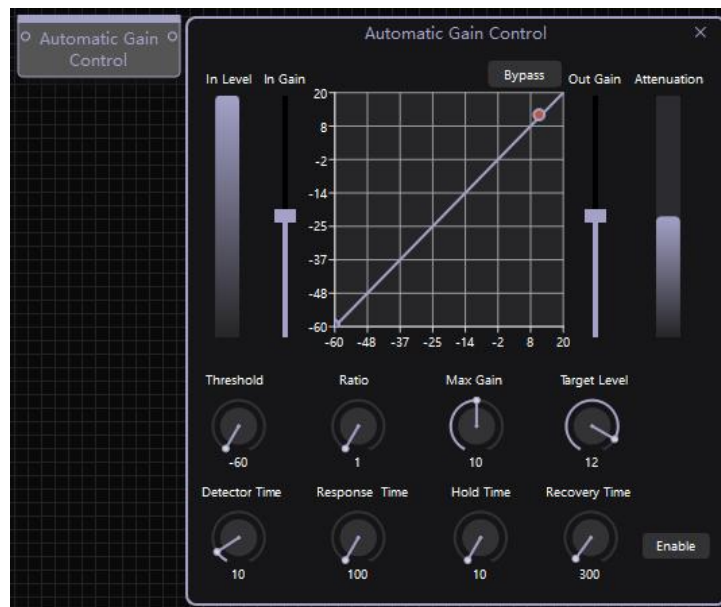 Automatic Gain
Control
Automatic Gain Control
×
Bypass
In Level In Gain Out Gain Attenuation
20
8
-2
-14
-25
-37
-48
-60
-60 -48 -37 -25 -14 -2 8 20
Threshold Ratio Max Gain Target Level
-60 1 10 12
Detector Time Response Time Hold Time Recovery Time
Enable
10 100 10 300